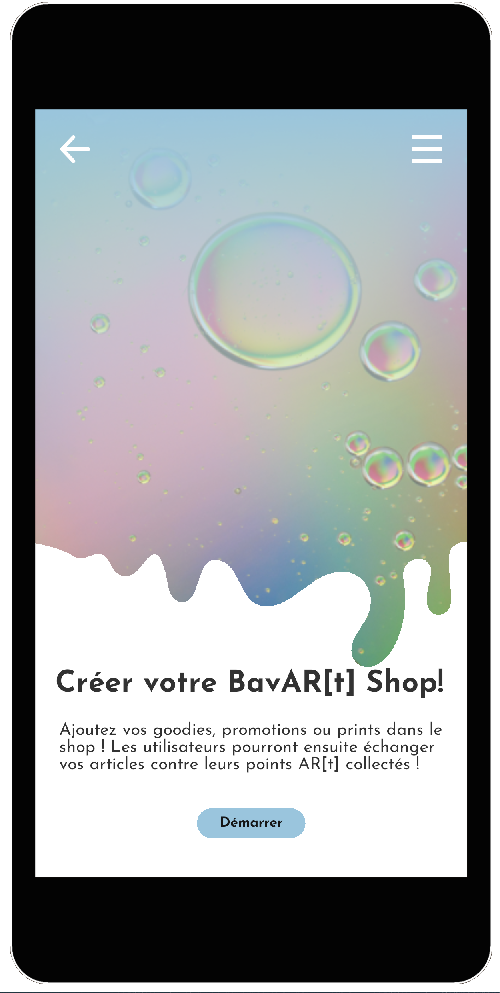 Créer votre BavAR[t] Shop!
Ajoutez vos goodies, promotions ou prints dans le
shop ! Les utilisateurs pourront ensuite échanger
vos articles contre leurs points AR[t] collectés !
Démarrer